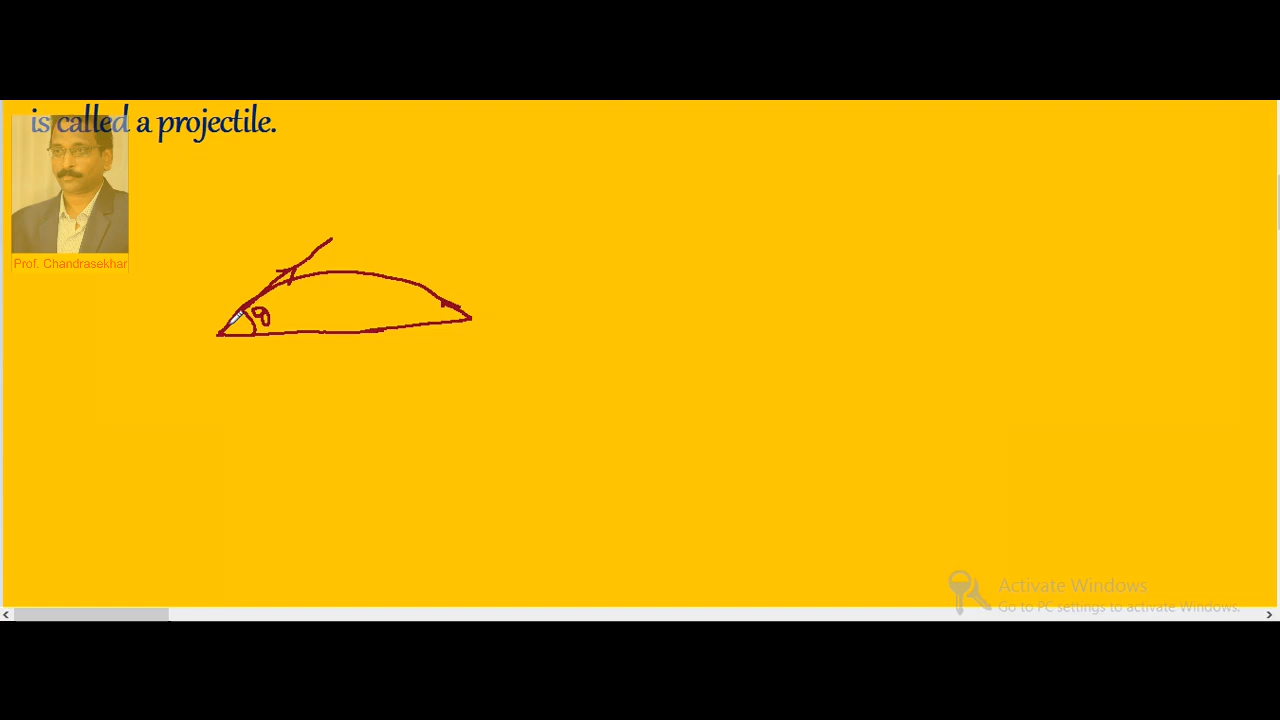 is called a projectile.
Prof. Chandrasekhar
θ
Activate Windows
Go to PC settings to activate Windows.